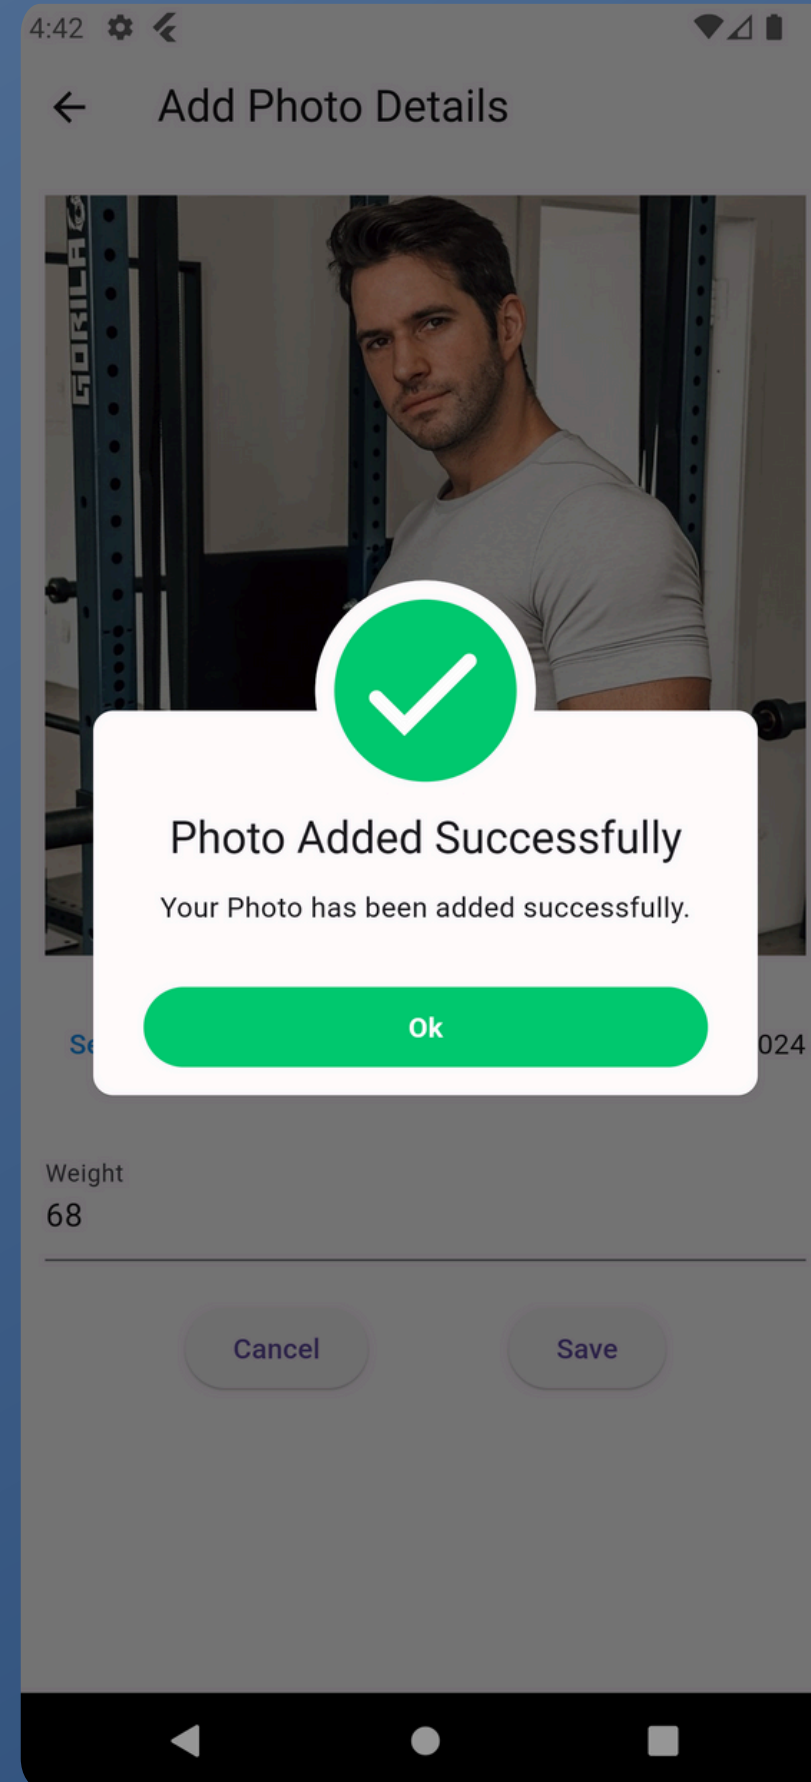 4:42
Add Photo Details
GORILA
Photo Added Successfully
Your Photo has been added successfully.
Ok
Se
024
Weight
68
Cancel
Save